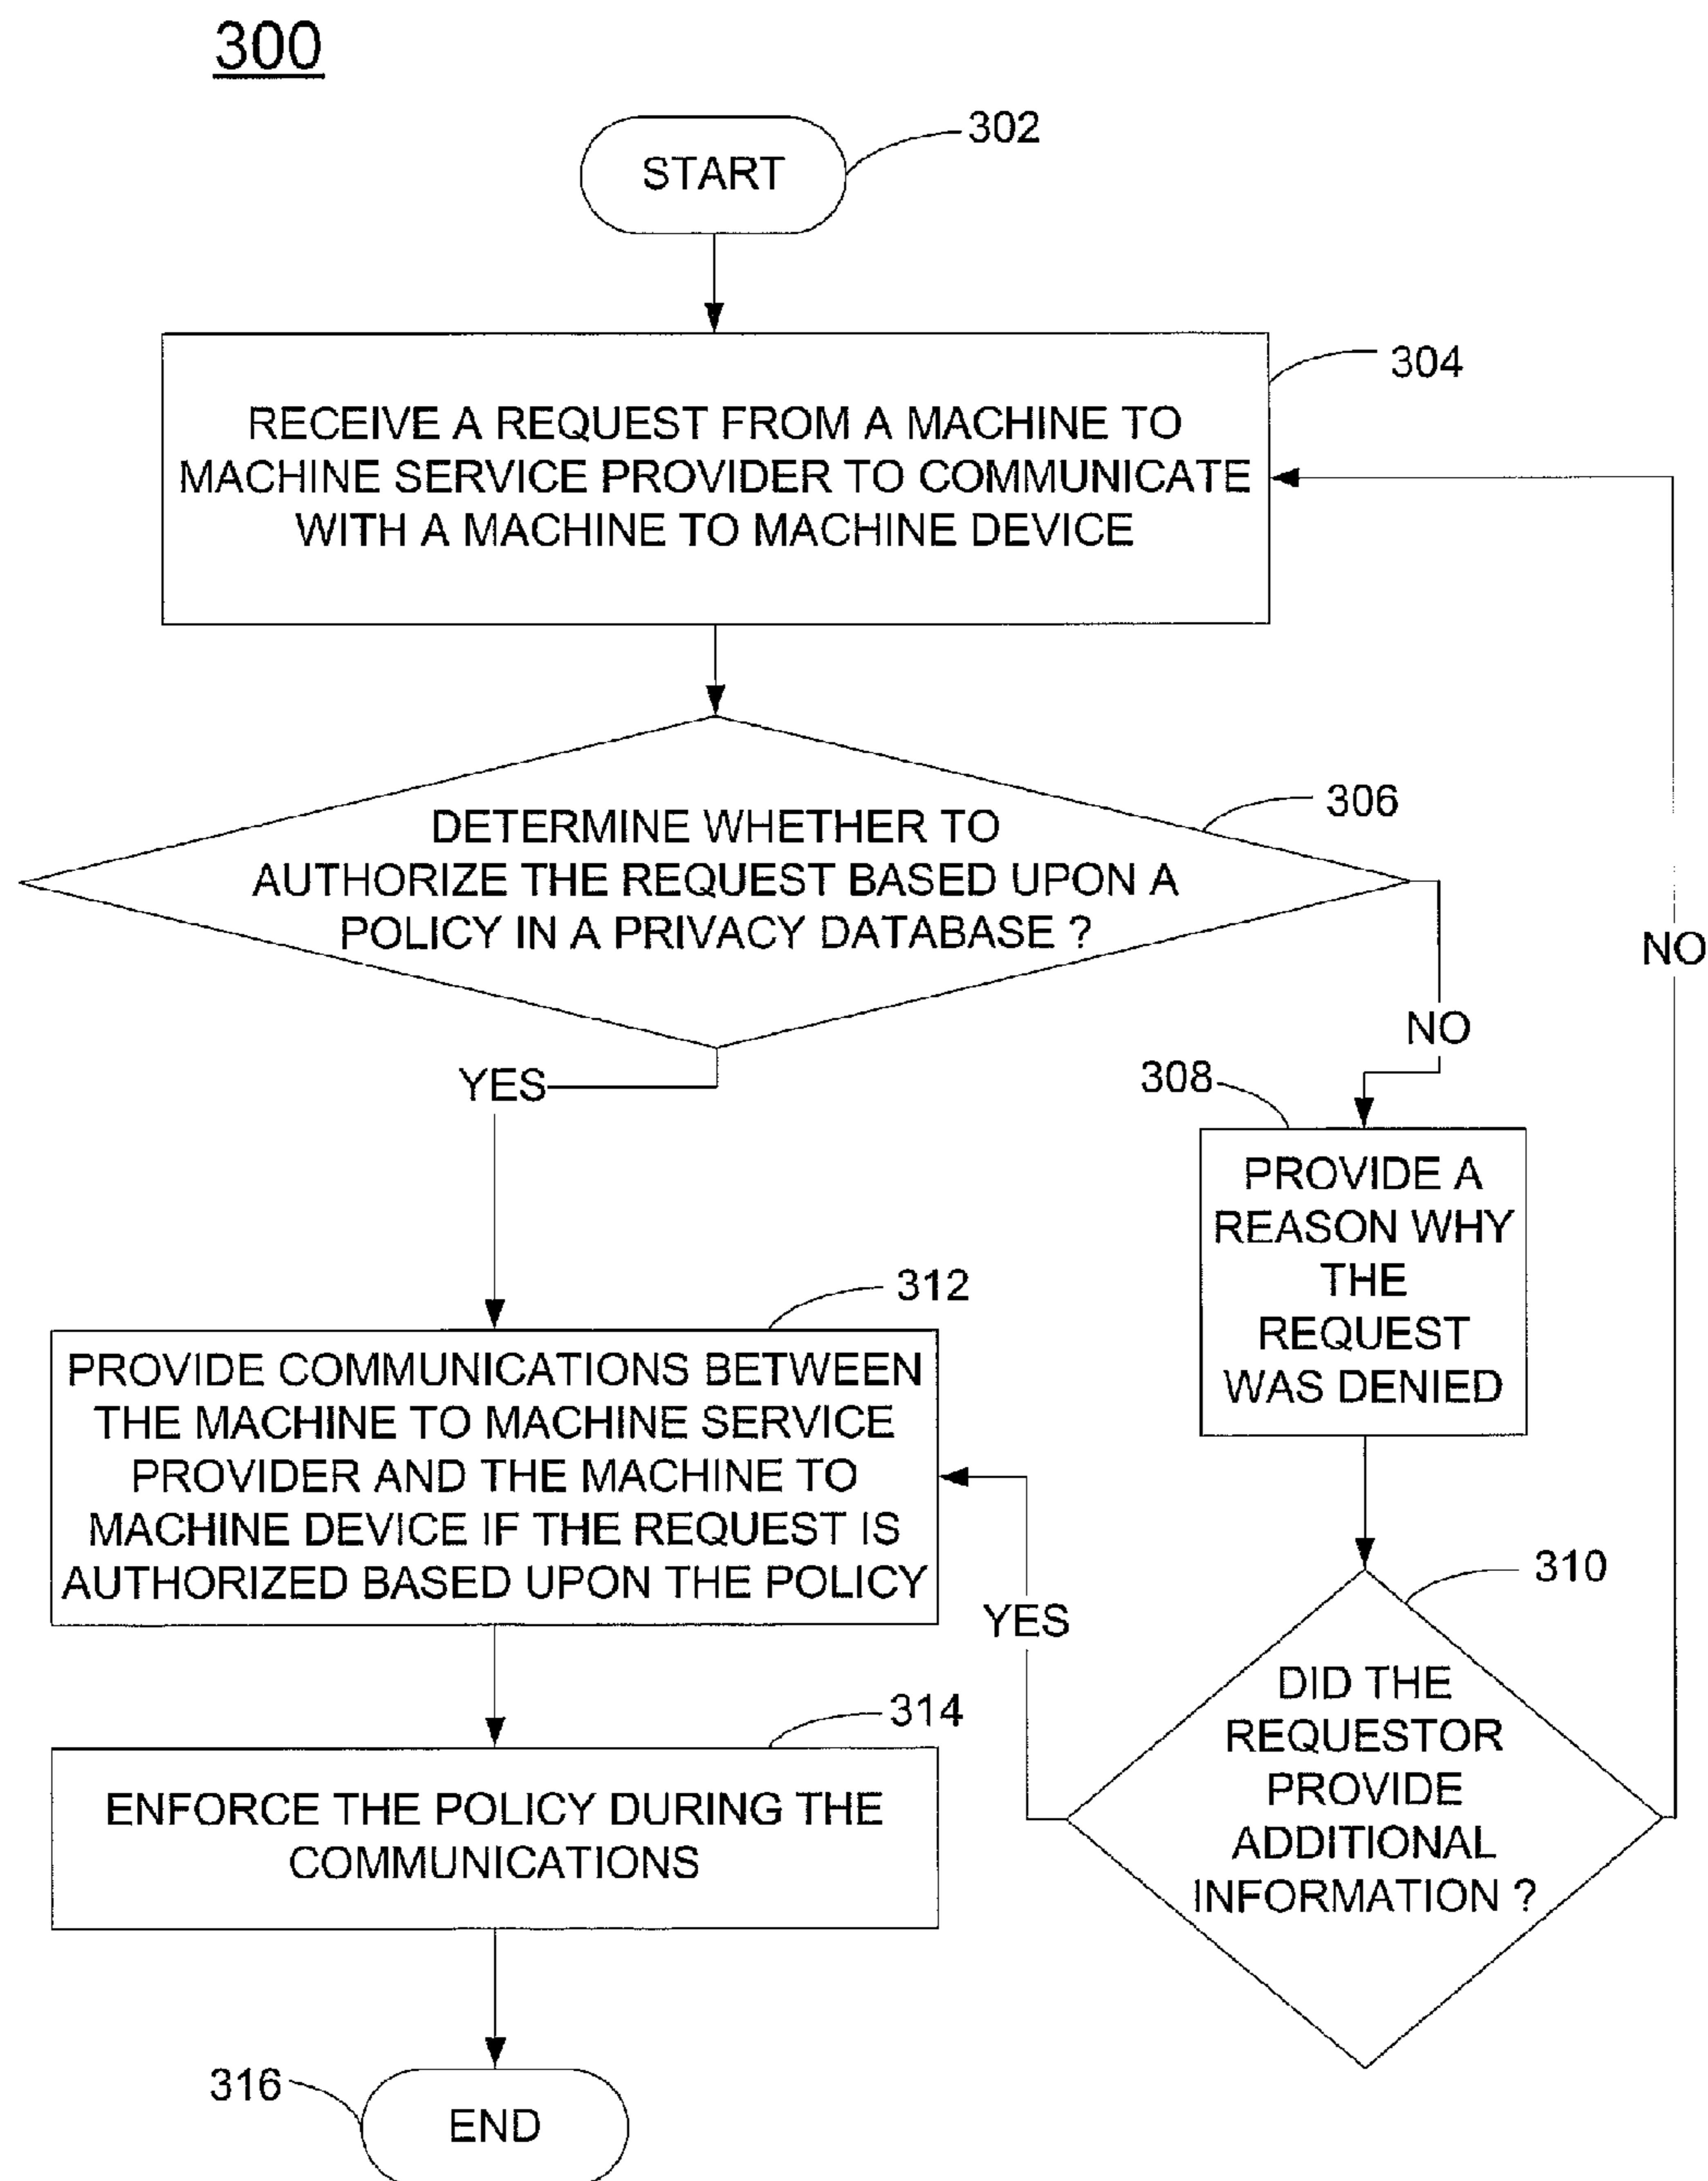 300
START
302
304
RECEIVE A REQUEST FROM A MACHINE TO
MACHINE SERVICE PROVIDER TO COMMUNICATE
WITH A MACHINE TO MACHINE DEVICE
306
DETERMINE WHETHER TO
AUTHORIZE THE REQUEST BASED UPON A
POLICY IN A PRIVACY DATABASE ?
NO
NO
YES
308
PROVIDE A
REASON WHY
THE
REQUEST
WAS DENIED
312
PROVIDE COMMUNICATIONS BETWEEN
THE MACHINE TO MACHINE SERVICE
PROVIDER AND THE MACHINE TO
MACHINE DEVICE IF THE REQUEST IS
AUTHORIZED BASED UPON THE POLICY
YES
310
DID THE
REQUESTOR
PROVIDE
ADDITIONAL
INFORMATION ?
314
ENFORCE THE POLICY DURING THE
COMMUNICATIONS
316
END